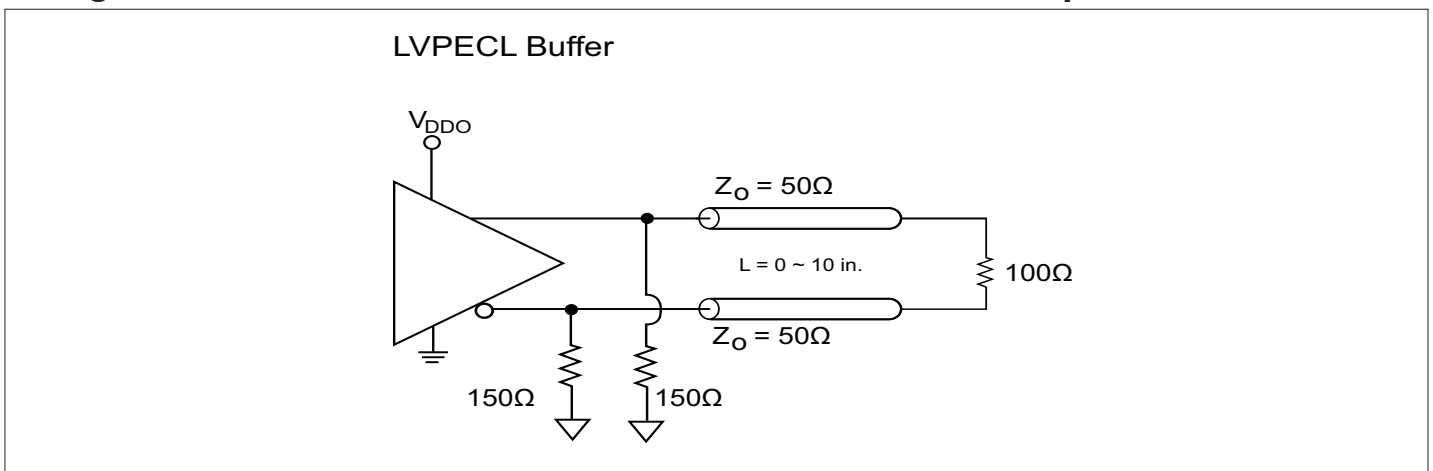 LVPECL Buffer
VDDO
Zo = 50Ω
L = 0 ~ 10 in.
100Ω
Zo = 50Ω
150Ω
150Ω